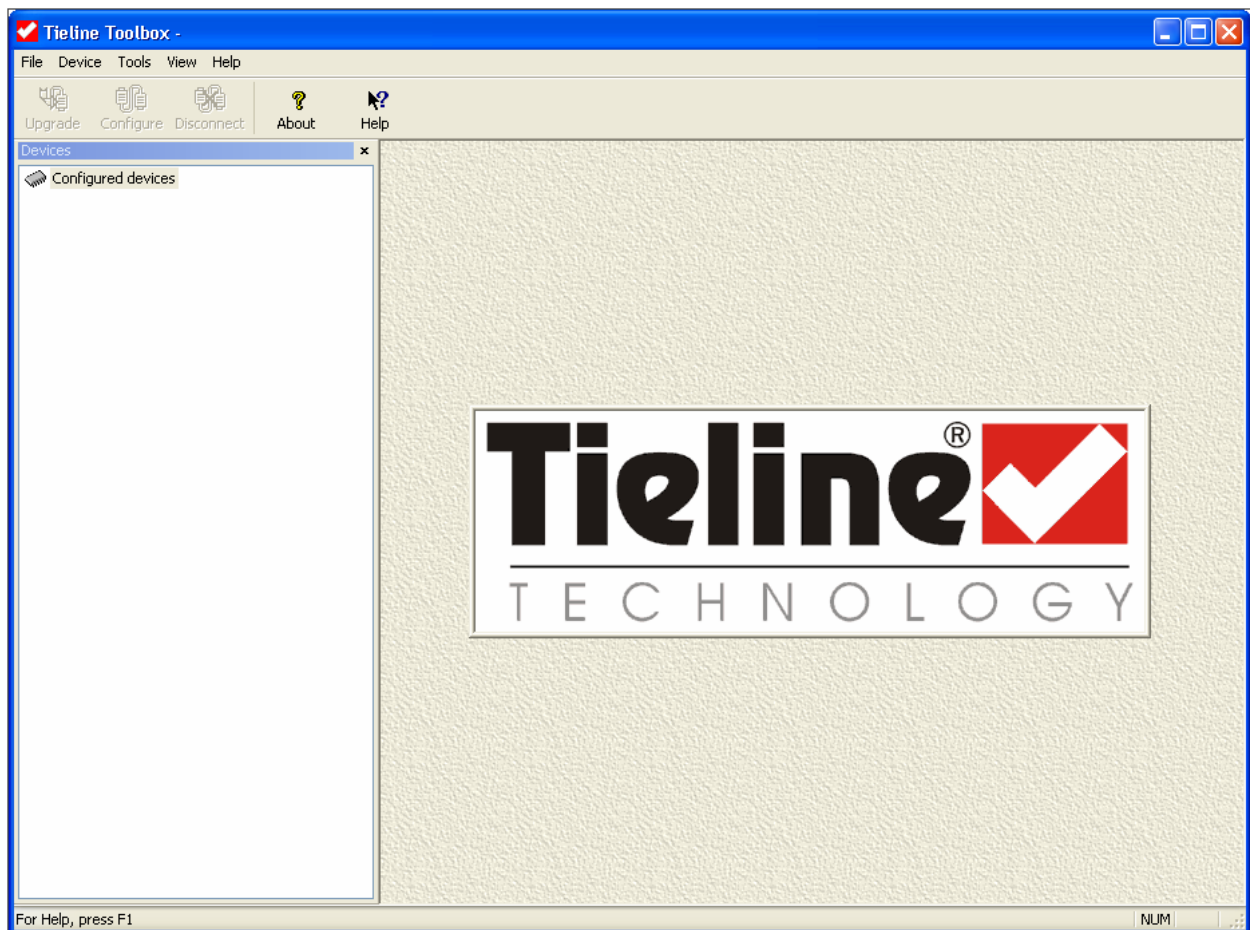 Tieline Toolbox -
File Device Tools View Help
Upgrade Configure Disconnect About Help
Devices
Configured devices
Tieline®
TECHNOLOGY
For Help, press F1
NUM